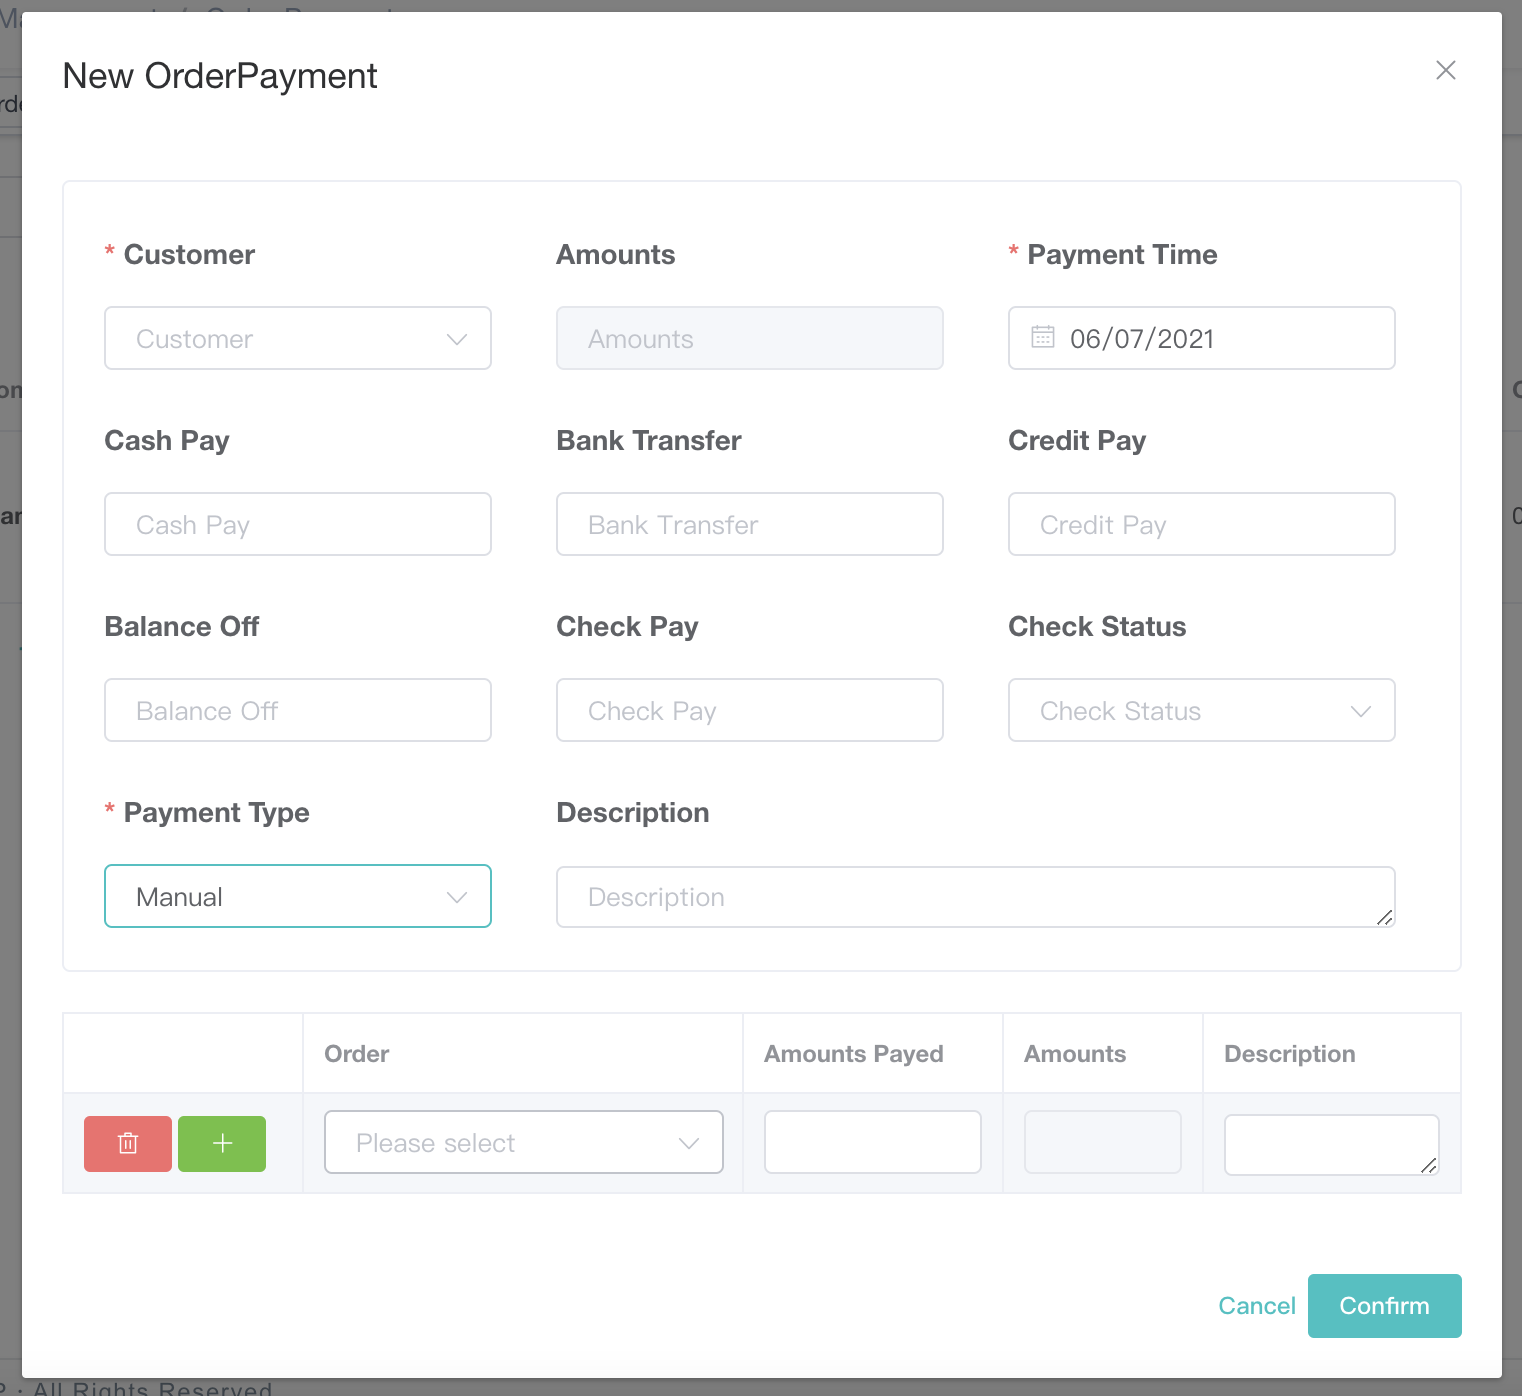 New OrderPayment
* Customer
Amounts
* Payment Time
Customer
Amounts
06/07/2021
Cash Pay
Bank Transfer
Credit Pay
Cash Pay
Bank Transfer
Credit Pay
Balance Off
Check Pay
Check Status
Balance Off
Check Pay
Check Status
* Payment Type
Description
Manual
Description
Order
Amounts Payed
Amounts
Description
Please select
Cancel
Confirm
All Rights Reserved